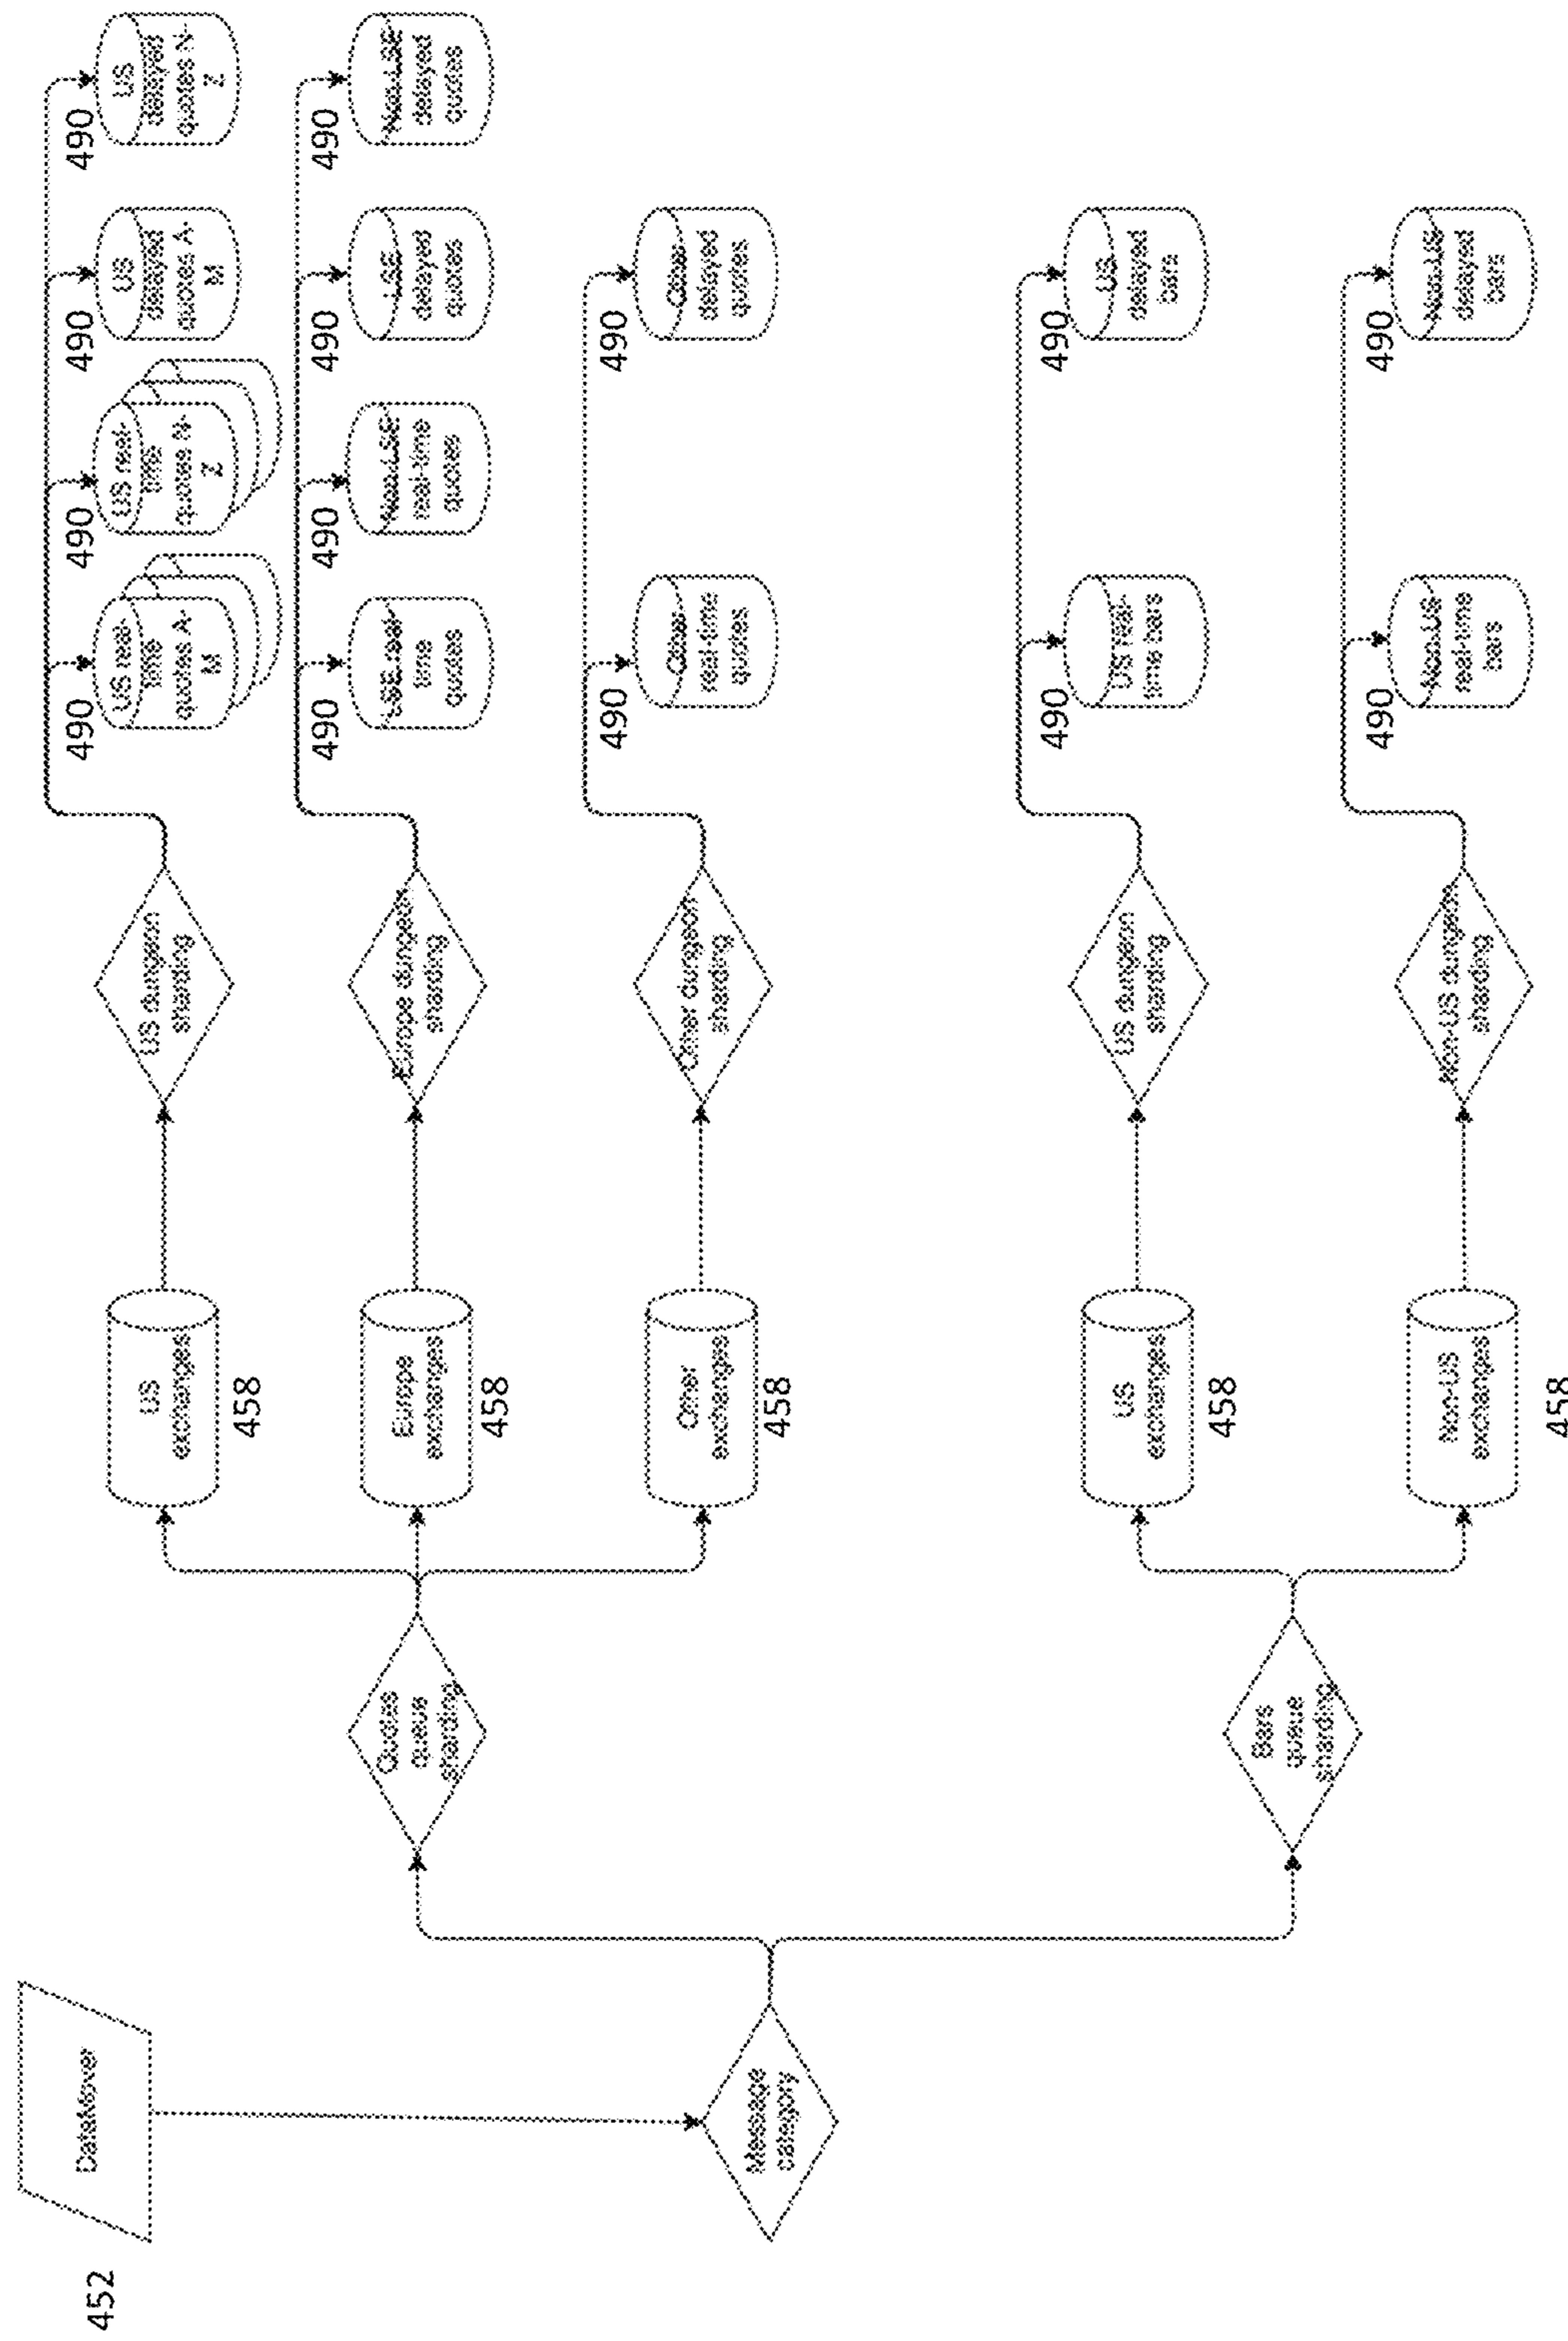 452
DataMover
Message
category
Quotes
queue
sharding
Bars
queue
sharding
US
exchanges
458
Europe
exchanges
458
Other
exchanges
458
US
exchanges
458
Non-US
exchanges
458
US dungeon
sharding
Europe dungeon
sharding
Other dungeon
sharding
US dungeon
sharding
Non-US dungeon
sharding
490
US real-
time
quotes A-
M
490
US real-
time
quotes N-
Z
490
US
delayed
quotes A-
M
490
US
delayed
quotes N-
Z
490
LSE real-
time
quotes
490
Non-LSE
real-time
quotes
490
LSE
delayed
quotes
490
Non-LSE
delayed
quotes
490
Other
real-time
quotes
490
Other
delayed
quotes
490
US real-
time bars
490
US
delayed
bars
490
Non-US
real-time
bars
490
Non-US
delayed
bars